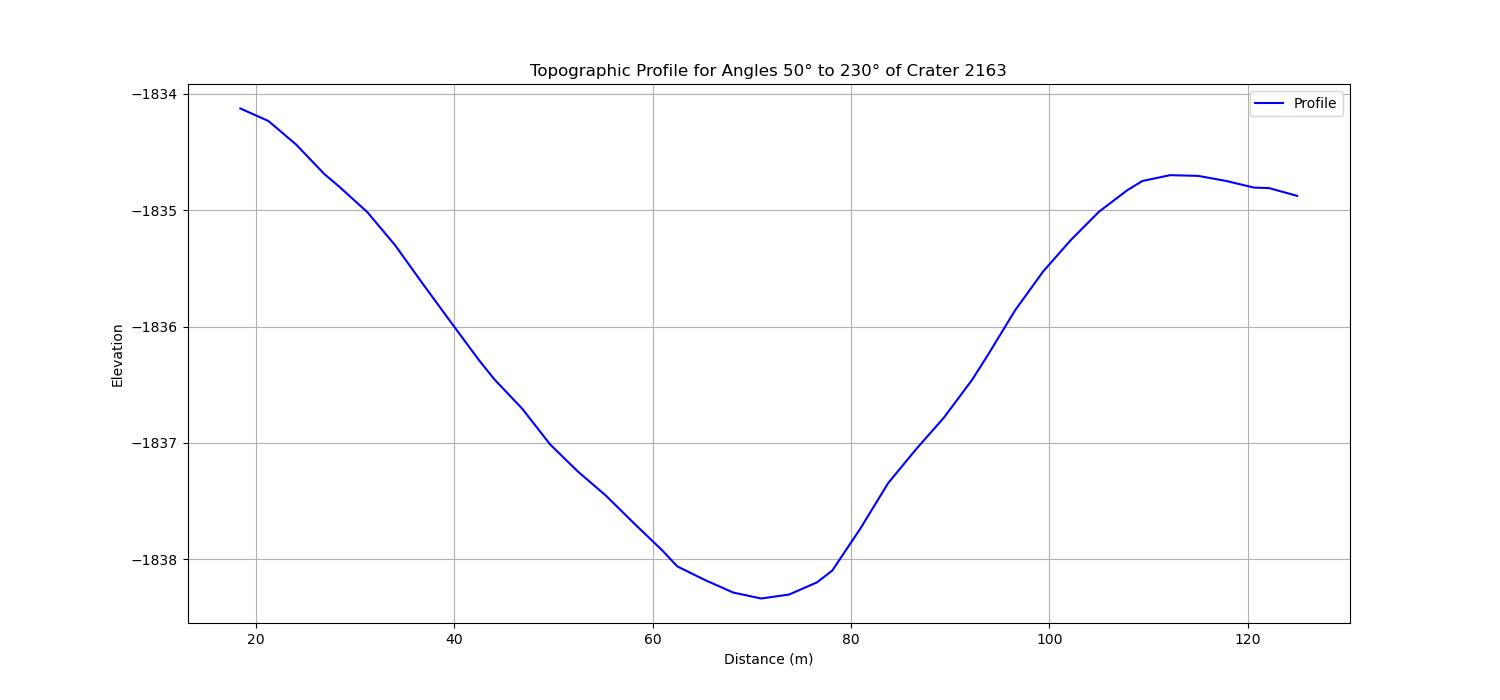 Topographic Profile for Angles 50° to 230° of Crater 2163
Profile
−1834
−1835
−1836
−1837
−1838
Elevation
20 40 60 80 100 120
Distance (m)